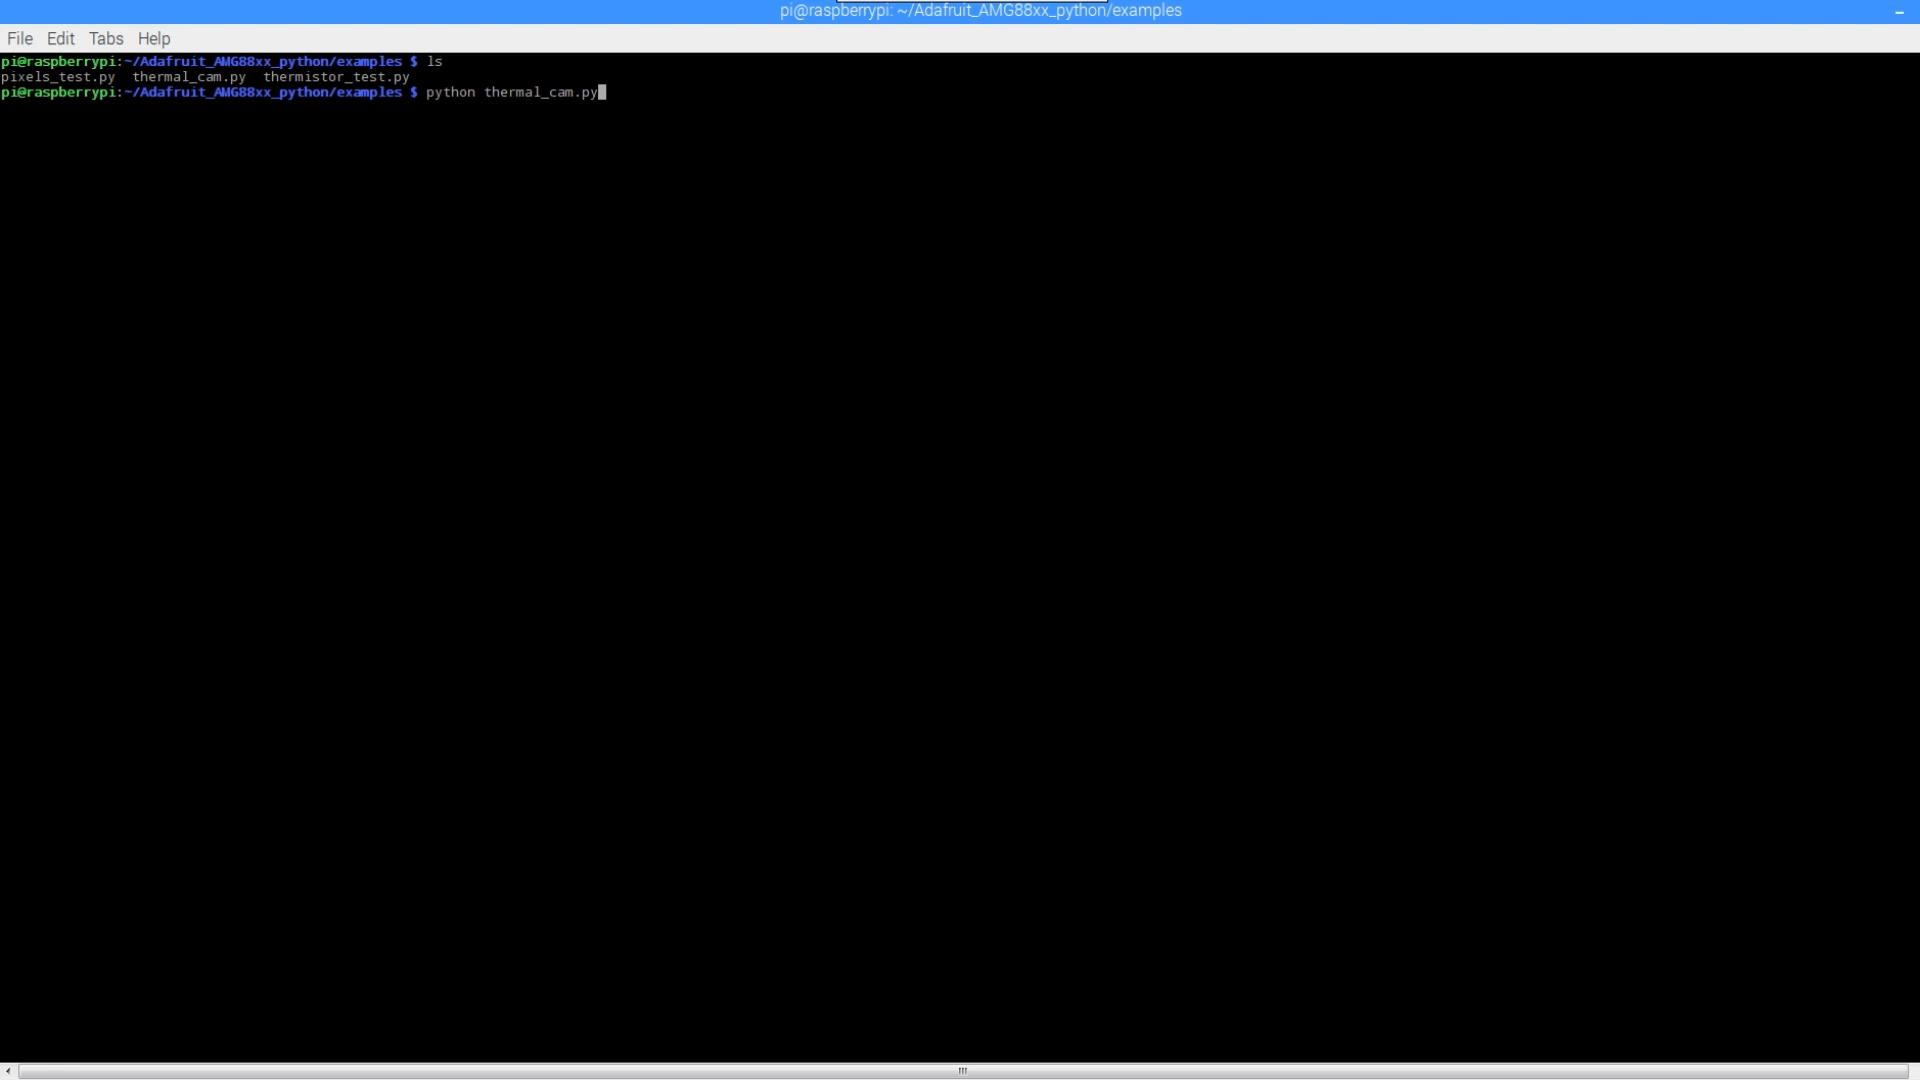 pi@raspberrypi: ~/Adafruit_AMG88xx_python/examples
File Edit Tabs Help
pi@raspberrypi:~/Adafruit_AMG88xx_python/examples $ ls
pixels_test.py  thermal_cam.py  thermistor_test.py
pi@raspberrypi:~/Adafruit_AMG88xx_python/examples $ python thermal_cam.py